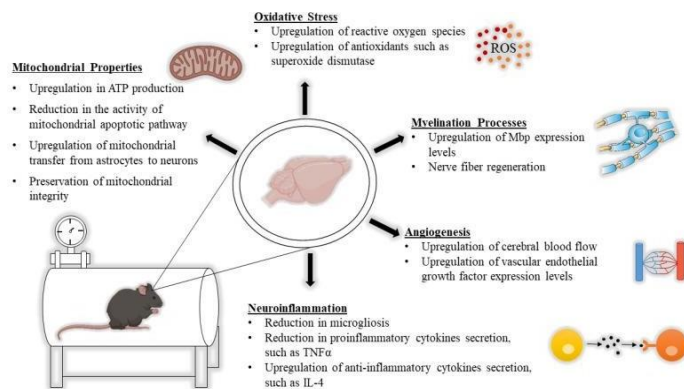 Oxidative Stress
• Upregulation of reactive oxygen species
• Upregulation of antioxidants such as
superoxide dismutase
ROS
Mitochondrial Properties
• Upregulation in ATP production
• Reduction in the activity of
mitochondrial apoptotic pathway
• Upregulation of mitochondrial
transfer from astrocytes to neurons
• Preservation of mitochondrial
integrity
Myelination Processes
• Upregulation of Mbp expression
levels
• Nerve fiber regeneration
Angiogenesis
• Upregulation of cerebral blood flow
• Upregulation of vascular endothelial
growth factor expression levels
Neuroinflammation
• Reduction in microgliosis
• Reduction in proinflammatory cytokines secretion,
such as TNFα
• Upregulation of anti-inflammatory cytokines secretion,
such as IL-4